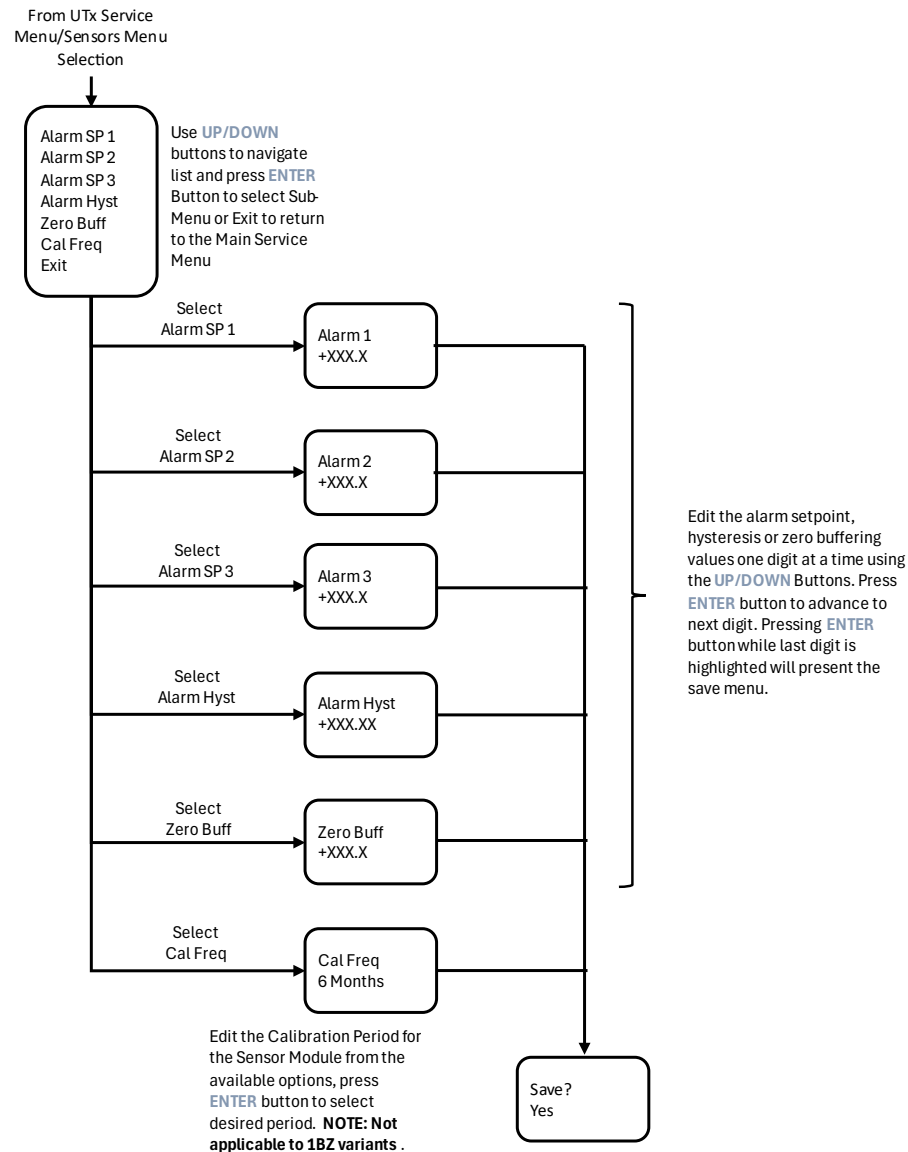 From UTx Service
Menu/Sensors Menu
Selection
Alarm SP 1
Alarm SP 2
Alarm SP 3
Alarm Hyst
Zero Buff
Cal Freq
Exit
Use UP/DOWN
buttons to navigate
list and press ENTER
Button to select Sub-
Menu or Exit to return
to the Main Service
Menu
Select
Alarm SP 1
Alarm 1
+XXX.X
Select
Alarm SP 2
Alarm 2
+XXX.X
Select
Alarm SP 3
Alarm 3
+XXX.X
Select
Alarm Hyst
Alarm Hyst
+XXX.XX
Select
Zero Buff
Zero Buff
+XXX.X
Edit the alarm setpoint,
hysteresis or zero buffering
values one digit at a time using
the UP/DOWN Buttons. Press
ENTER button to advance to
next digit. Pressing ENTER
button while last digit is
highlighted will present the
save menu.
Select
Cal Freq
Cal Freq
6 Months
Edit the Calibration Period for
the Sensor Module from the
available options, press
ENTER button to select
desired period. NOTE: Not
applicable to 1BZ variants .
Save?
Yes